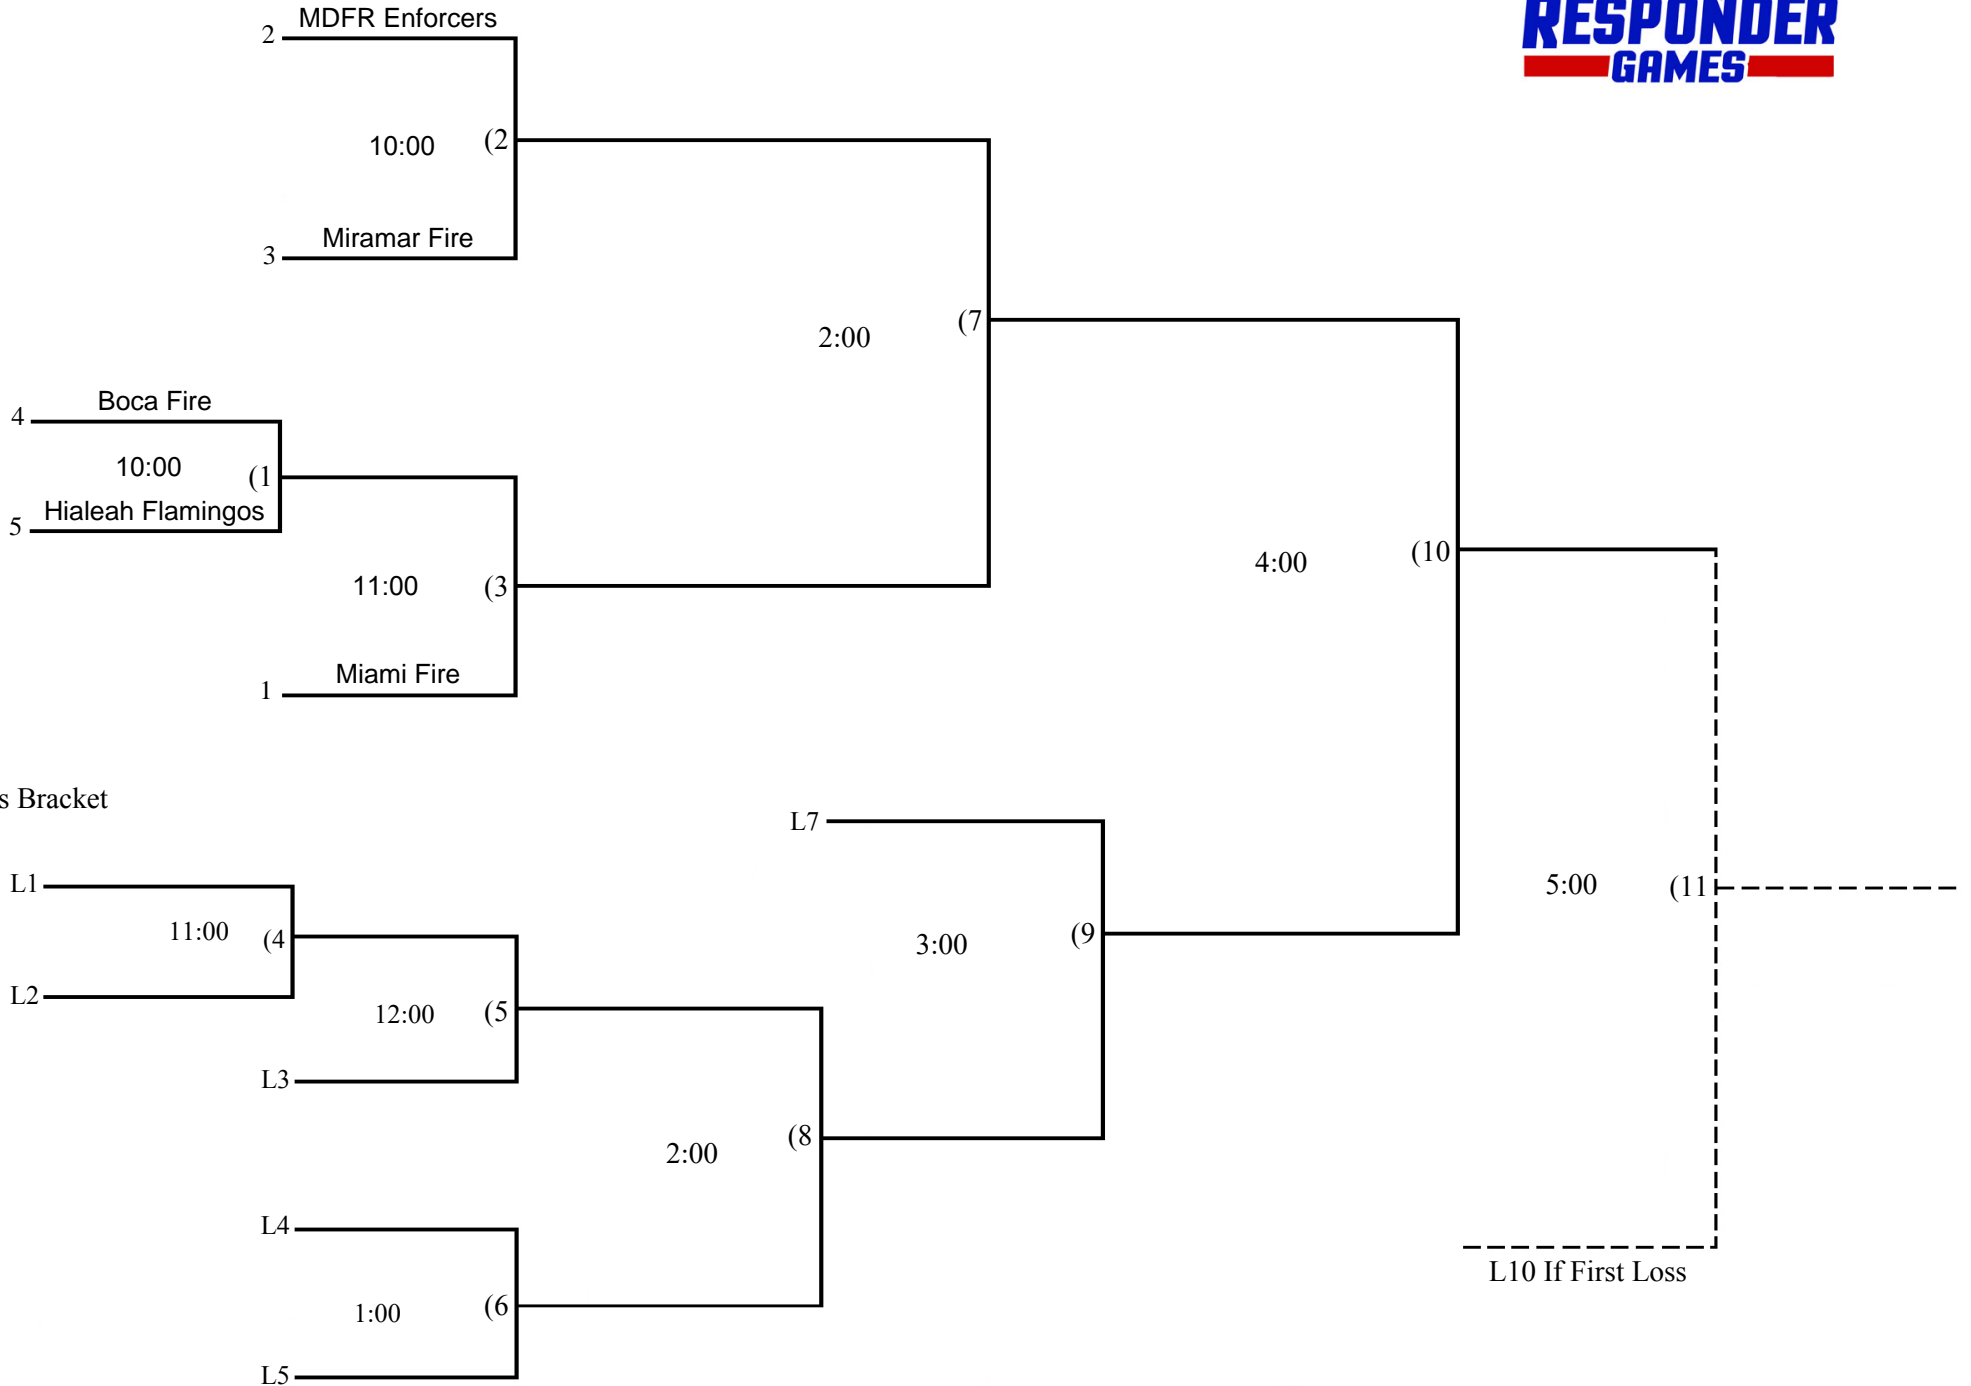 RESPONDER
GAMES
MDFR Enforcers
2
10:00
(2
Miramar Fire
3
2:00
(7
Boca Fire
4
10:00
(1
Hialeah Flamingos
5
11:00
(3
4:00
(10
Miami Fire
1
s Bracket
L7
L1
11:00
(4
5:00
(11
3:00
(9
L2
12:00
(5
L3
2:00
(8
L4
L10 If First Loss
1:00
(6
L5